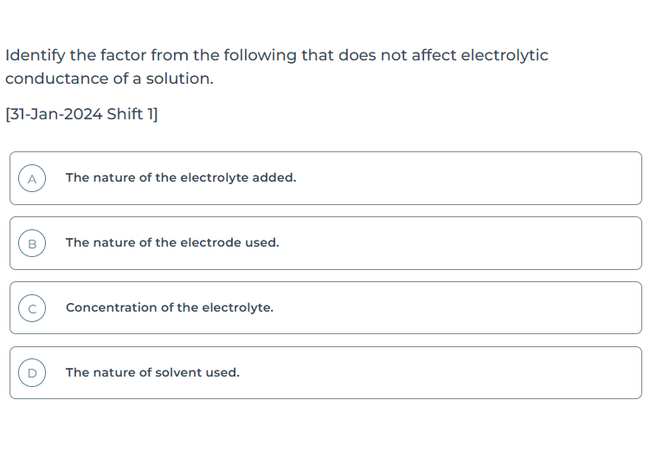 Identify the factor from the following that does not affect electrolytic
conductance of a solution.
[31-Jan-2024 Shift 1]
A The nature of the electrolyte added.
B The nature of the electrode used.
C Concentration of the electrolyte.
D The nature of solvent used.